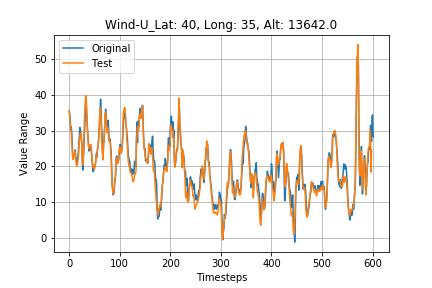 Wind-U_Lat: 40, Long: 35, Alt: 13642.0
Original
Test
Value Range
50
40
30
20
10
0
0 100 200 300 400 500 600
Timesteps